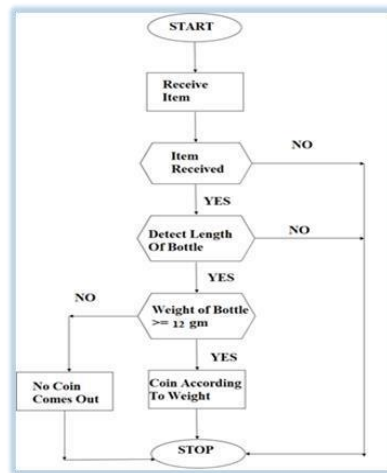 START
Receive
Item
Item
Received
NO
YES
Detect Length
Of Bottle
NO
YES
NO
Weight of Bottle
>= 12 gm
YES
No Coin
Comes Out
Coin According
To Weight
STOP